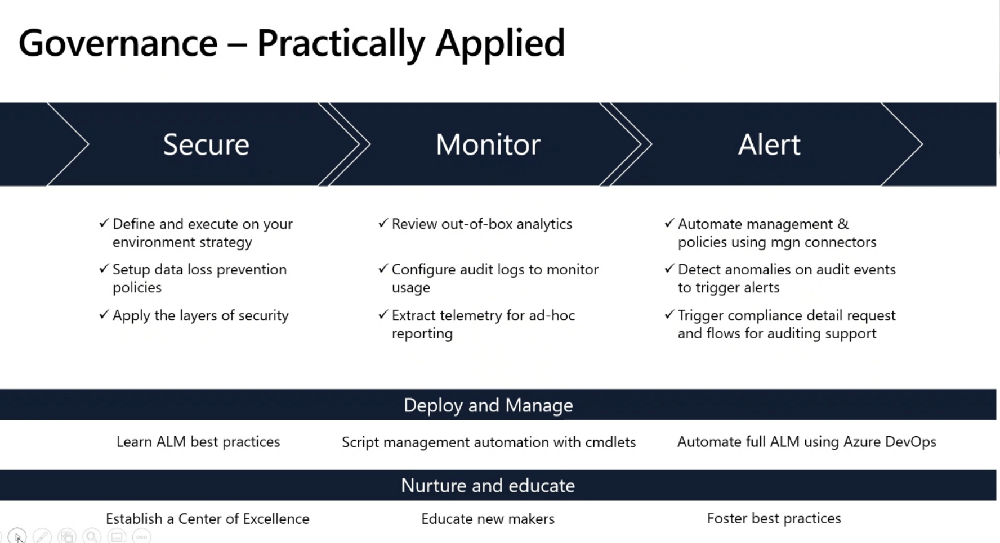 Governance – Practically Applied
Secure
Monitor
Alert
✓ Define and execute on your
environment strategy
✓ Setup data loss prevention
policies
✓ Apply the layers of security
✓ Review out-of-box analytics
✓ Configure audit logs to monitor
usage
✓ Extract telemetry for ad-hoc
reporting
✓ Automate management &
policies using mgn connectors
✓ Detect anomalies on audit events
to trigger alerts
✓ Trigger compliance detail request
and flows for auditing support
Deploy and Manage
Learn ALM best practices
Script management automation with cmdlets
Automate full ALM using Azure DevOps
Nurture and educate
Establish a Center of Excellence
Educate new makers
Foster best practices